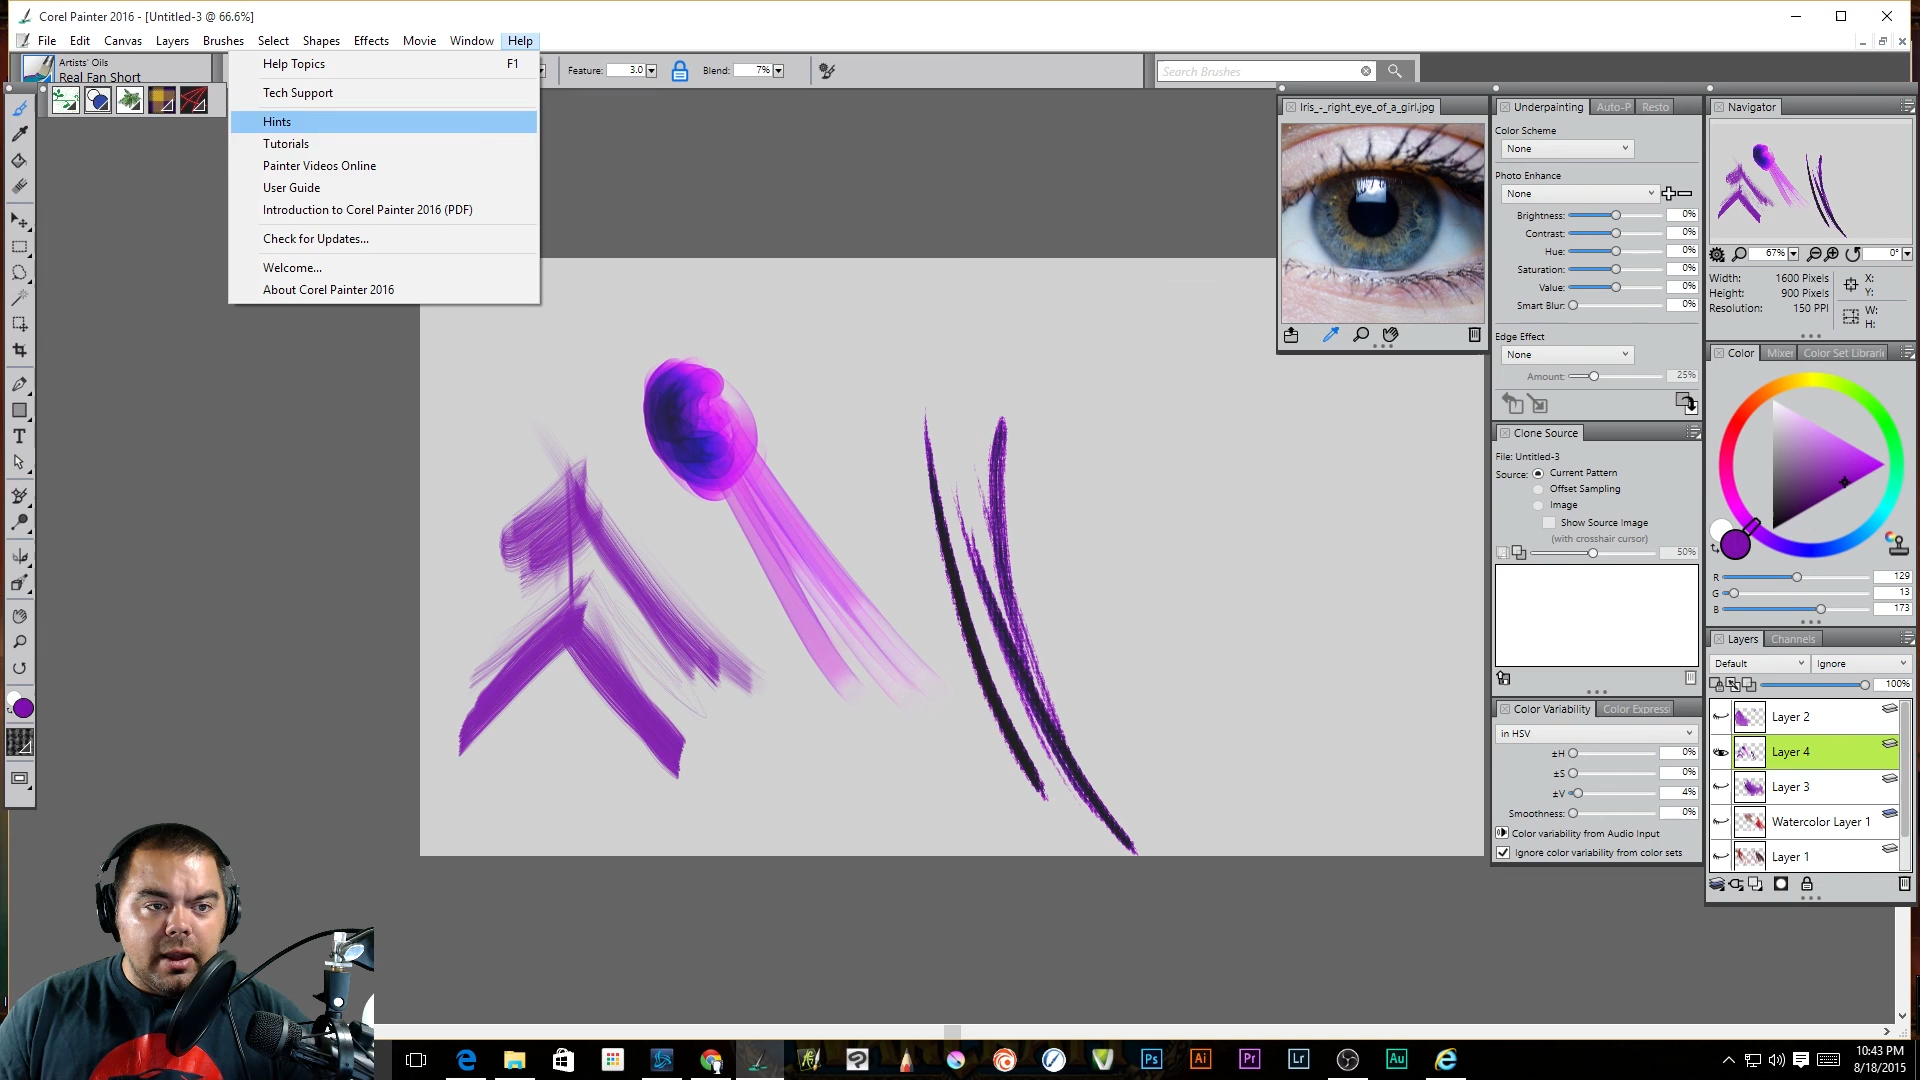 Corel Painter 2016 - [Untitled-3 @ 66.6%]
File Edit Canvas Layers Brushes Select Shapes Effects Movie Window Help
Artists' Oils
Real Fan Short
Feature: 3.0
Blend: 7%
Search Brushes
Help Topics F1
Tech Support
Hints
Tutorials
Painter Videos Online
User Guide
Introduction to Corel Painter 2016 (PDF)
Check for Updates...
Welcome...
About Corel Painter 2016
Iris_-_right_eye_of_a_girl.jpg
Underpainting Auto-P Resto
Color Scheme
None
Photo Enhance
None
Brightness: 0%
Contrast: 0%
Hue: 0%
Saturation: 0%
Value: 0%
Smart Blur: 0%
Edge Effect
None
Amount: 25%
Clone Source
File: Untitled-3
Source: Current Pattern
Offset Sampling
Image
Show Source Image
(with crosshair cursor)
50%
Color Variability Color Express
in HSV
±H 0%
±S 0%
±V 4%
Smoothness: 0%
Color variability from Audio Input
Ignore color variability from color sets
Navigator
67% 0°
Width: 1600 Pixels X:
Height: 900 Pixels Y:
Resolution: 150 PPI W:
H:
Color Mixer Color Set Librari
R 129
G 13
B 173
Layers Channels
Default Ignore
100%
Layer 2
Layer 4
Layer 3
Watercolor Layer 1
Layer 1
T
Ps Ai Pr Lr Au
10:43 PM
8/18/2015